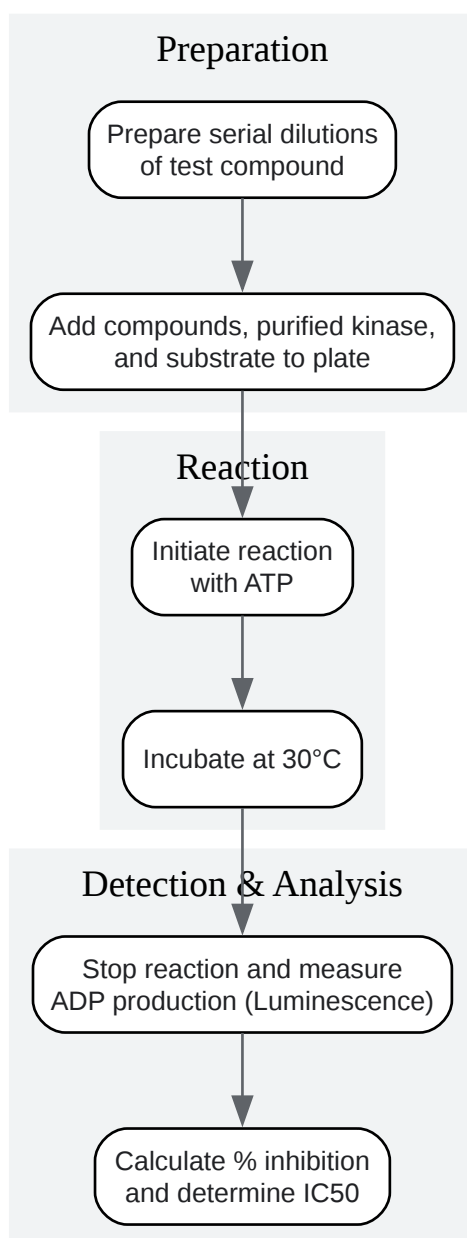 Preparation
Prepare serial dilutions
of test compound
Add compounds, purified kinase,
and substrate to plate
Reaction
Initiate reaction
with ATP
Incubate at 30°C
Detection & Analysis
Stop reaction and measure
ADP production (Luminescence)
Calculate % inhibition
and determine IC50